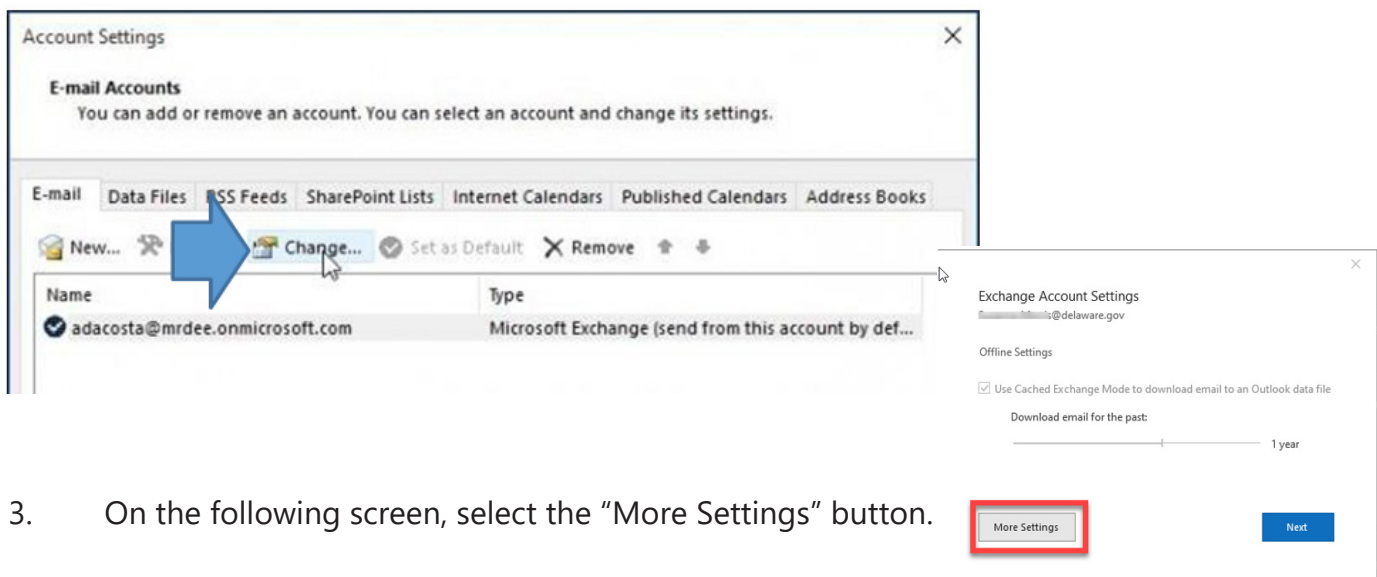 Account Settings
E-mail Accounts
You can add or remove an account. You can select an account and change its settings.
E-mail Data Files RSS Feeds SharePoint Lists Internet Calendars Published Calendars Address Books
New... Change... Set as Default Remove
Name Type
adacosta@mrdee.onmicrosoft.com Microsoft Exchange (send from this account by def...
Exchange Account Settings
@delaware.gov
Offline Settings
Use Cached Exchange Mode to download email to an Outlook data file
Download email for the past:
1 year
3. On the following screen, select the “More Settings” button.
More Settings Next